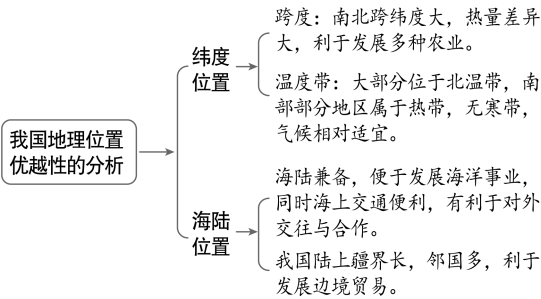 我国地理位置
优越性的分析
纬度
位置
跨度：南北跨纬度大，热量差异
大，利于发展多种农业。
温度带：大部分位于北温带，南
部部分地区属于热带，无寒带，
气候相对适宜。
海陆
位置
海陆兼备，便于发展海洋事业，
同时海上交通便利，有利于对外
交往与合作。
我国陆上疆界长，邻国多，利于
发展边境贸易。